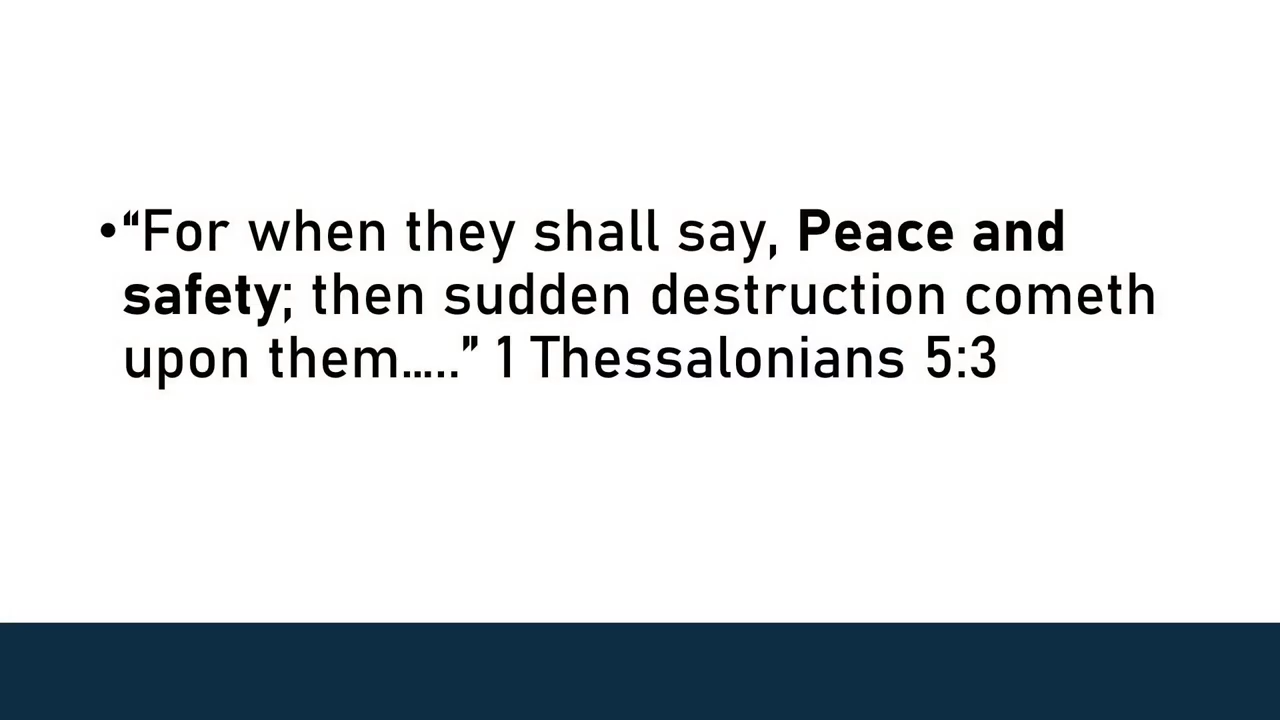 •“For when they shall say, Peace and
safety; then sudden destruction cometh
upon them…..” 1 Thessalonians 5:3